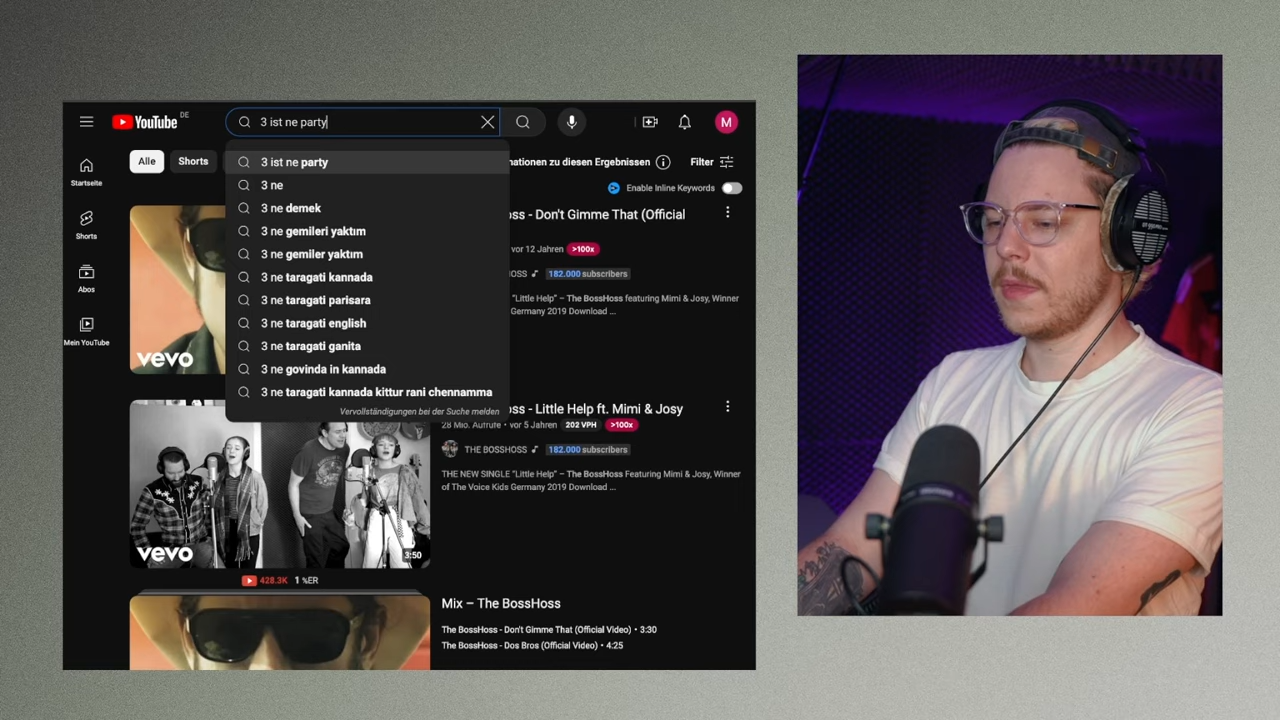 YouTube DE
3 ist ne party
M
Alle
Shorts
3 ist ne party
3 ne
3 ne demek
3 ne gemileri yaktım
3 ne gemiler yaktım
3 ne taragati kannada
3 ne taragati parisara
3 ne taragati english
3 ne taragati ganita
3 ne govinda in kannada
3 ne taragati kannada kittur rani chennamma
Vervollständigungen bei der Suche melden
Startseite
Shorts
Abos
Mein YouTube
zu diesen Ergebnissen
Filter
Enable Inline Keywords
- Don't Gimme That (Official
vor 12 Jahren >100x
182.000 subscribers
"Little Help" – The BossHoss featuring Mimi & Josy, Winner
Germany 2019 Download ...
vevo
- Little Help ft. Mimi & Josy
28 Mio. Aufrufe • vor 5 Jahren 202 VPH >100x
THE BOSSHOSS 182.000 subscribers
THE NEW SINGLE "Little Help" – The BossHoss Featuring Mimi & Josy, Winner
of The Voice Kids Germany 2019 Download ...
vevo
3:50
428.3K 1 %ER
Mix – The BossHoss
The BossHoss - Don't Gimme That (Official Video) • 3:30
The BossHoss - Dos Bros (Official Video) • 4:25